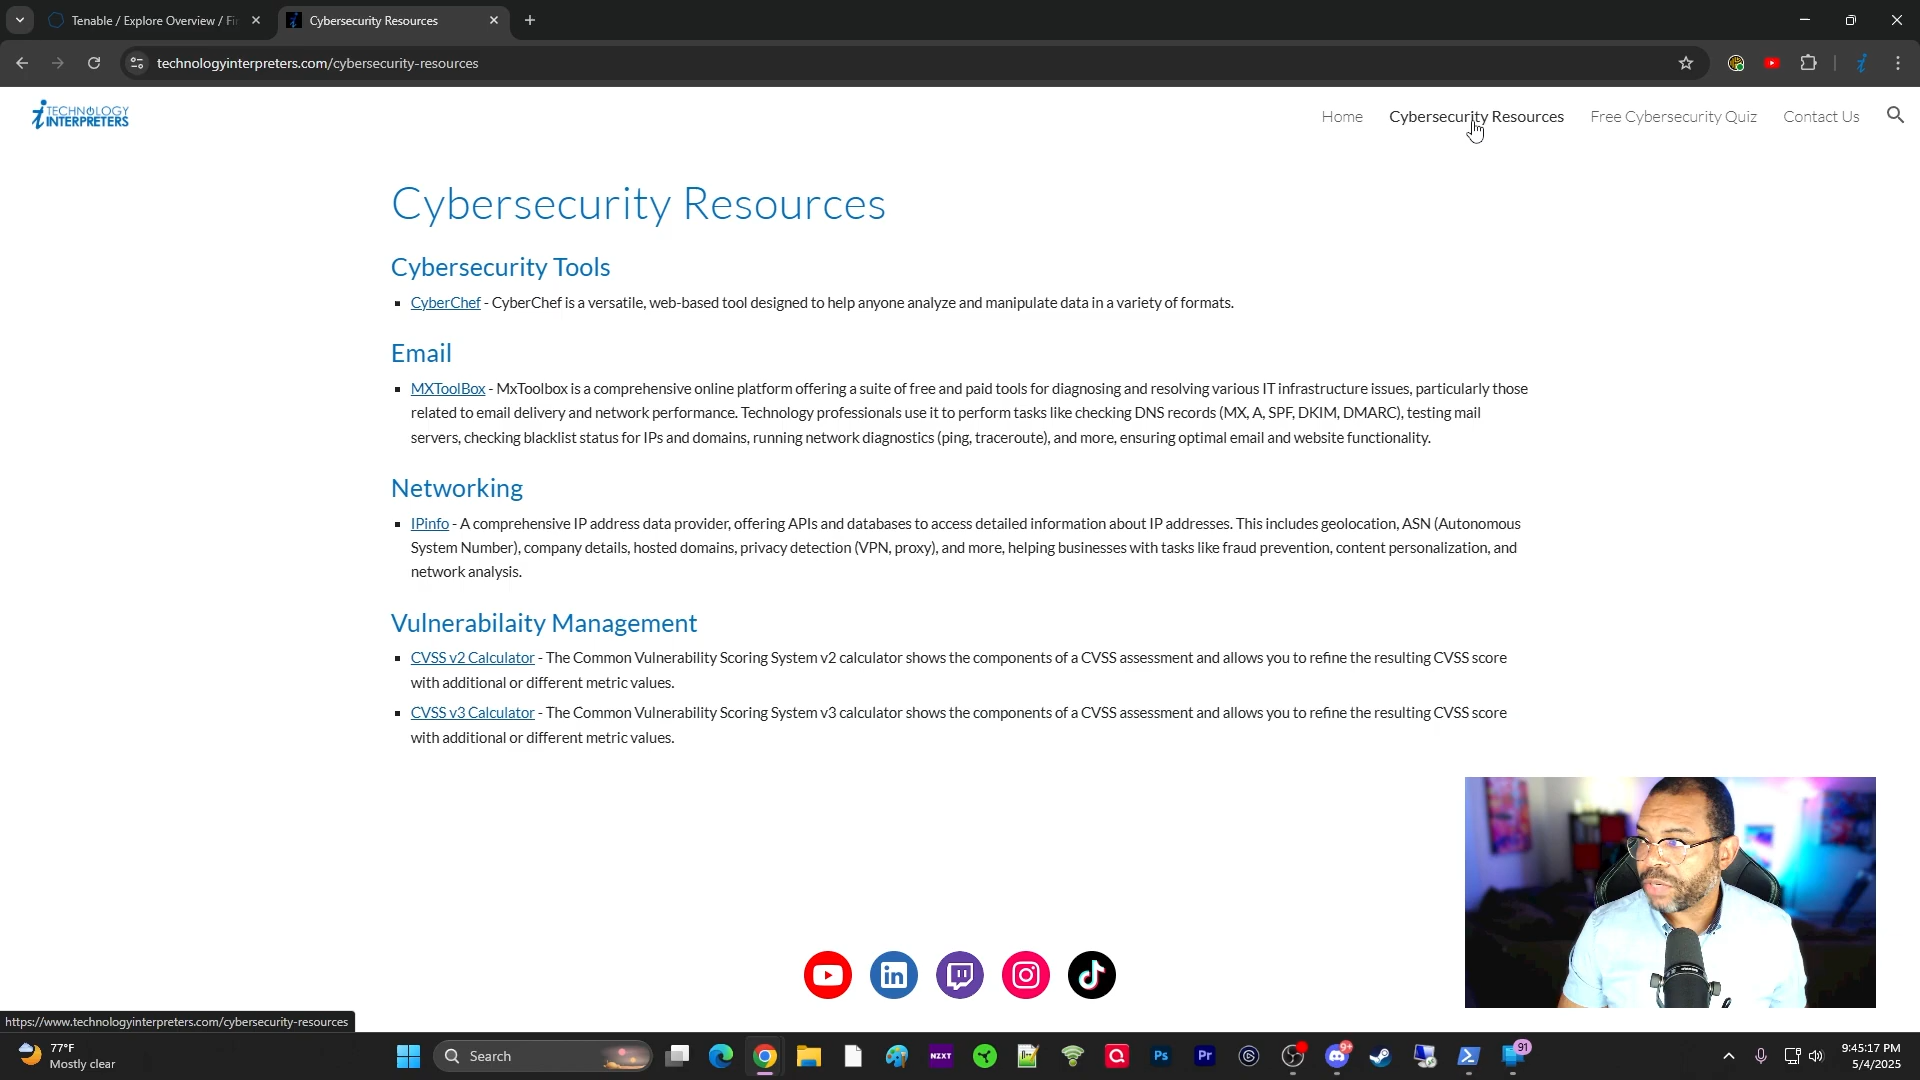 Tenable / Explore Overview / Fi
Cybersecurity Resources
technologyinterpreters.com/cybersecurity-resources
TECHNOLOGY
INTERPRETERS
Home
Cybersecurity Resources
Free Cybersecurity Quiz
Contact Us
Cybersecurity Resources
Cybersecurity Tools
CyberChef - CyberChef is a versatile, web-based tool designed to help anyone analyze and manipulate data in a variety of formats.
Email
MXToolBox - MxToolbox is a comprehensive online platform offering a suite of free and paid tools for diagnosing and resolving various IT infrastructure issues, particularly those
related to email delivery and network performance. Technology professionals use it to perform tasks like checking DNS records (MX, A, SPF, DKIM, DMARC), testing mail
servers, checking blacklist status for IPs and domains, running network diagnostics (ping, traceroute), and more, ensuring optimal email and website functionality.
Networking
IPinfo - A comprehensive IP address data provider, offering APIs and databases to access detailed information about IP addresses. This includes geolocation, ASN (Autonomous
System Number), company details, hosted domains, privacy detection (VPN, proxy), and more, helping businesses with tasks like fraud prevention, content personalization, and
network analysis.
Vulnerabilaity Management
CVSS v2 Calculator - The Common Vulnerability Scoring System v2 calculator shows the components of a CVSS assessment and allows you to refine the resulting CVSS score
with additional or different metric values.
CVSS v3 Calculator - The Common Vulnerability Scoring System v3 calculator shows the components of a CVSS assessment and allows you to refine the resulting CVSS score
with additional or different metric values.
https://www.technologyinterpreters.com/cybersecurity-resources
77°F
Mostly clear
Search
NZXT
Ps
Pr
9+
91
9:45:17 PM
5/4/2025